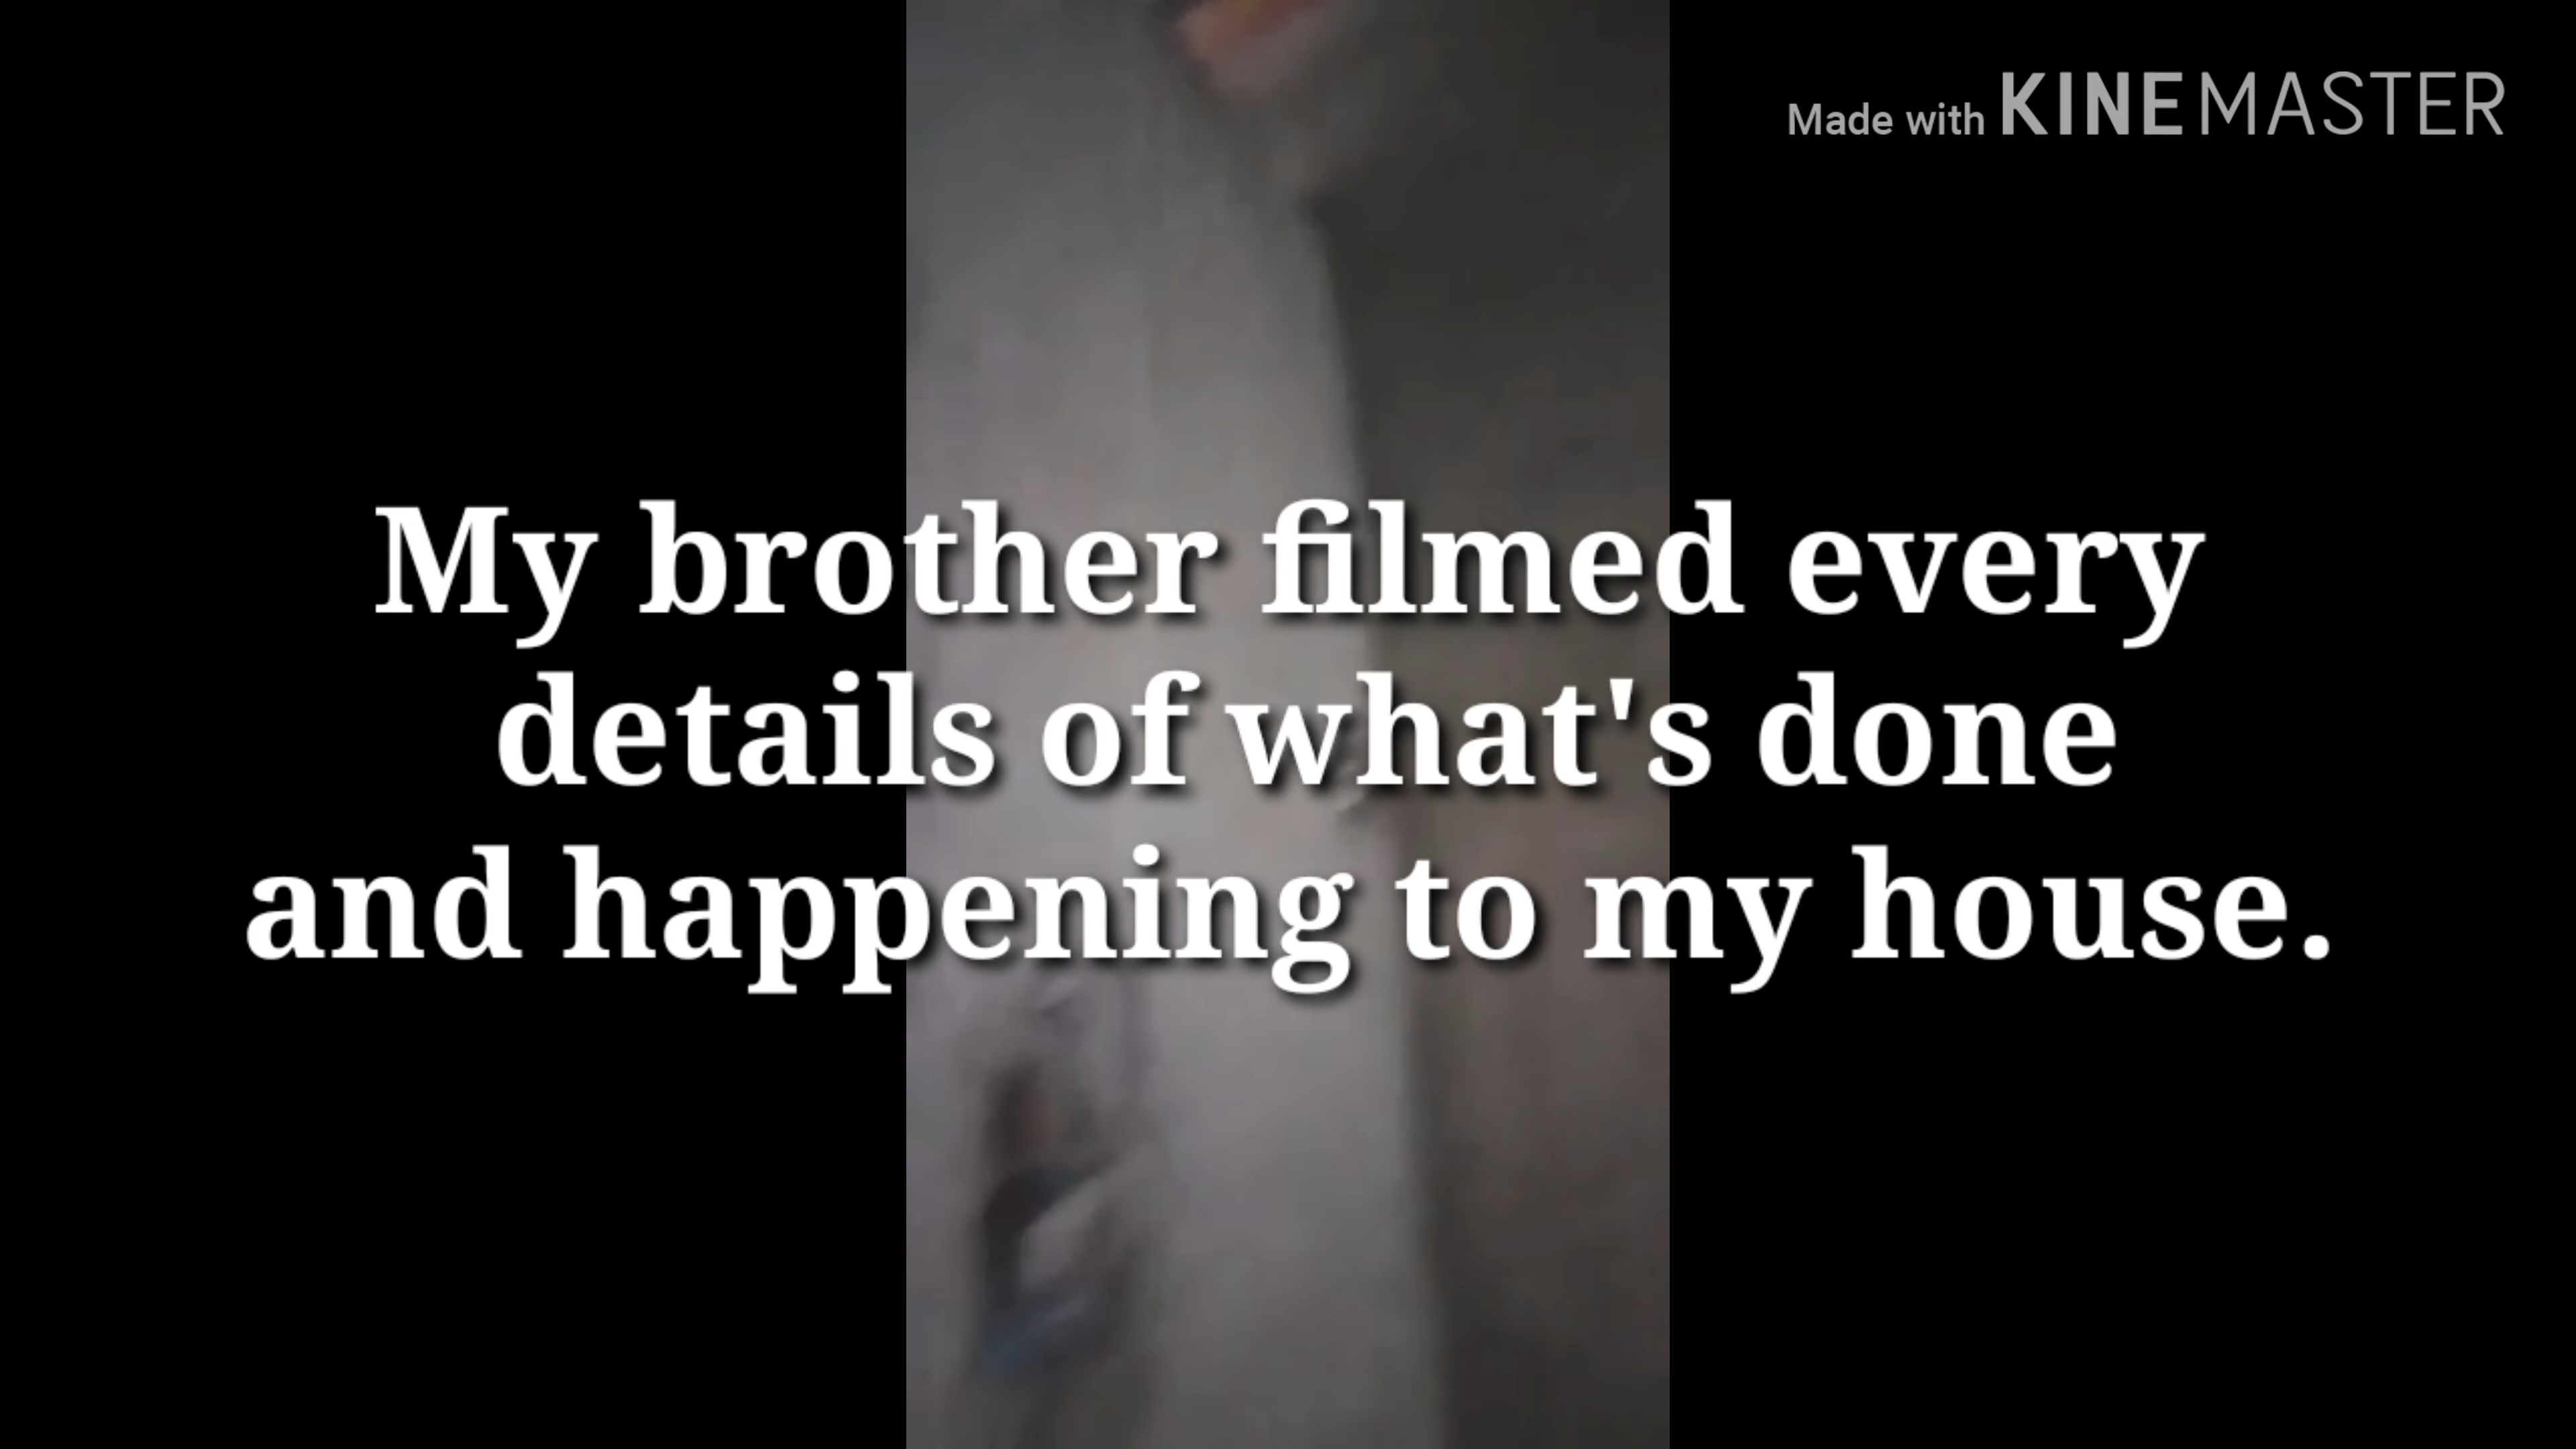 Made with KINEMASTER
My brother filmed every
details of what's done
and happening to my house.